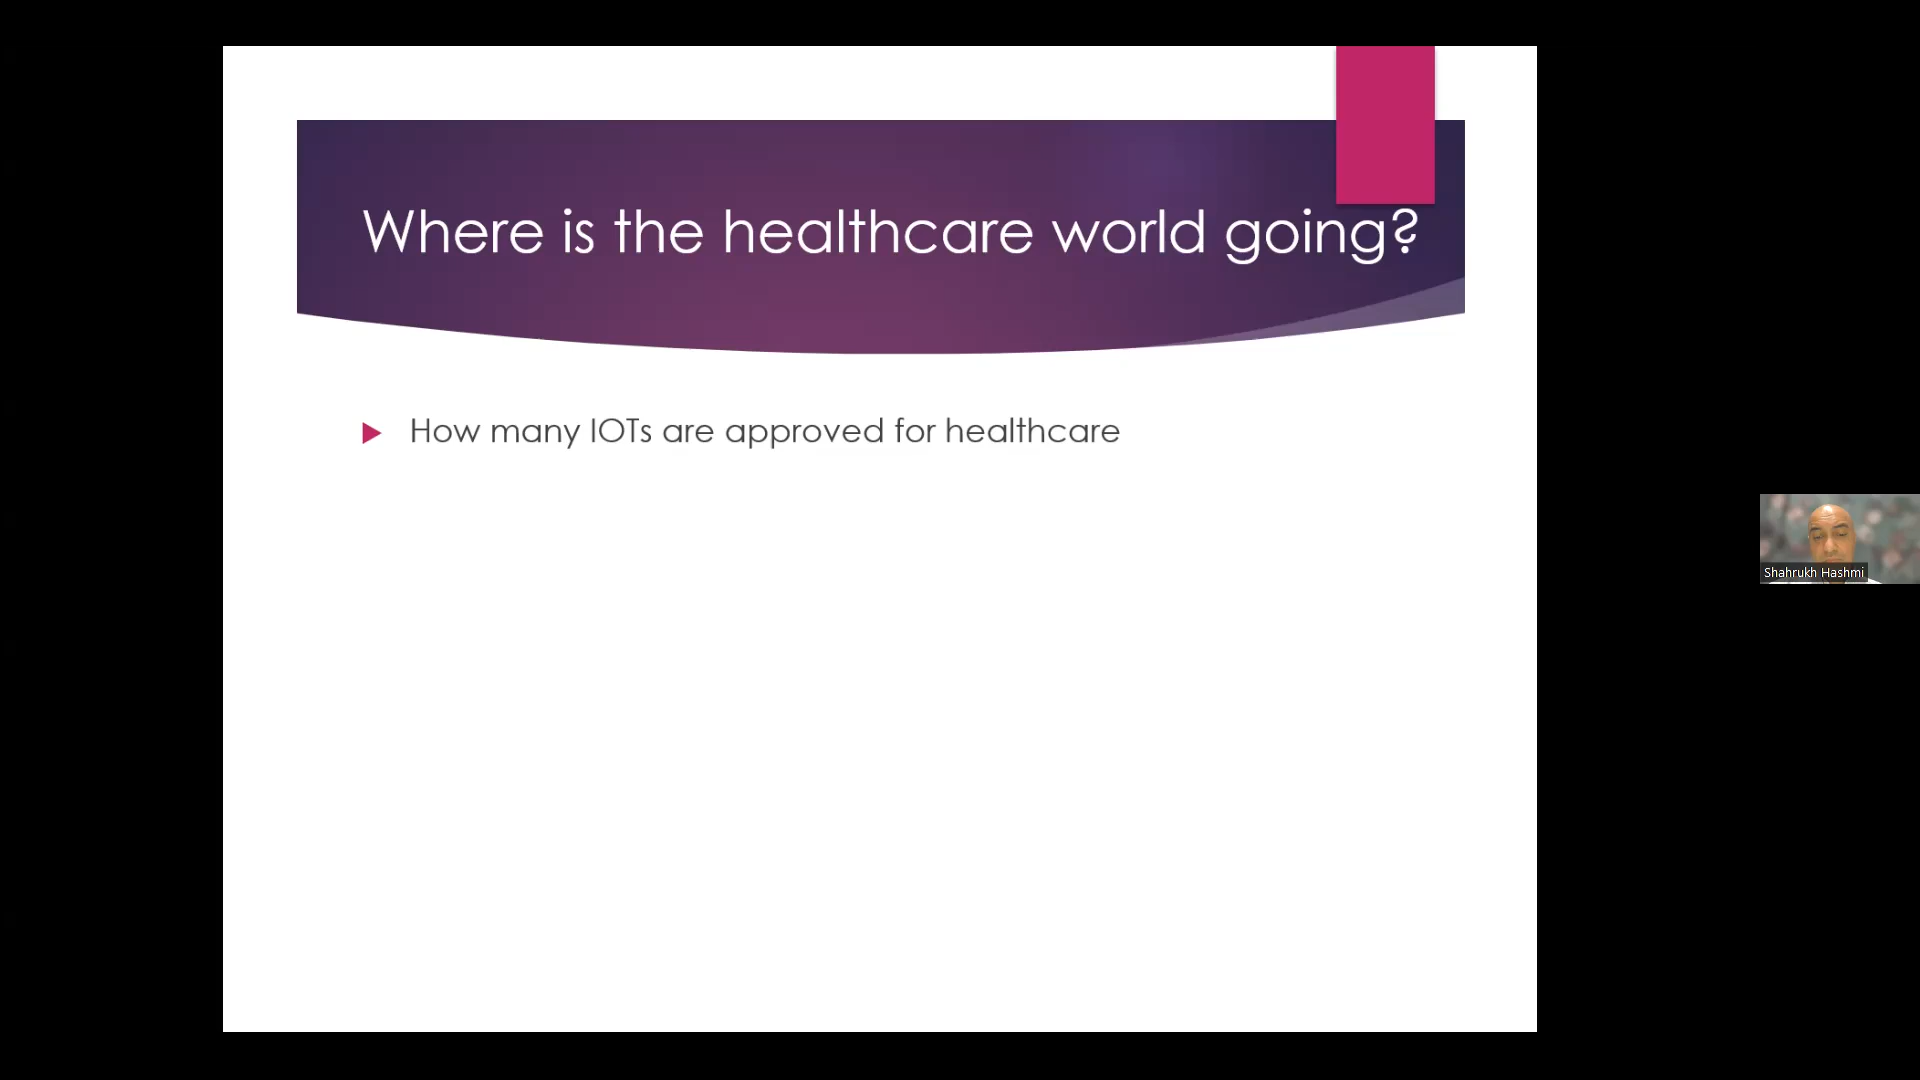 Where is the healthcare world going?
How many IOTs are approved for healthcare
Shahrukh Hashmi